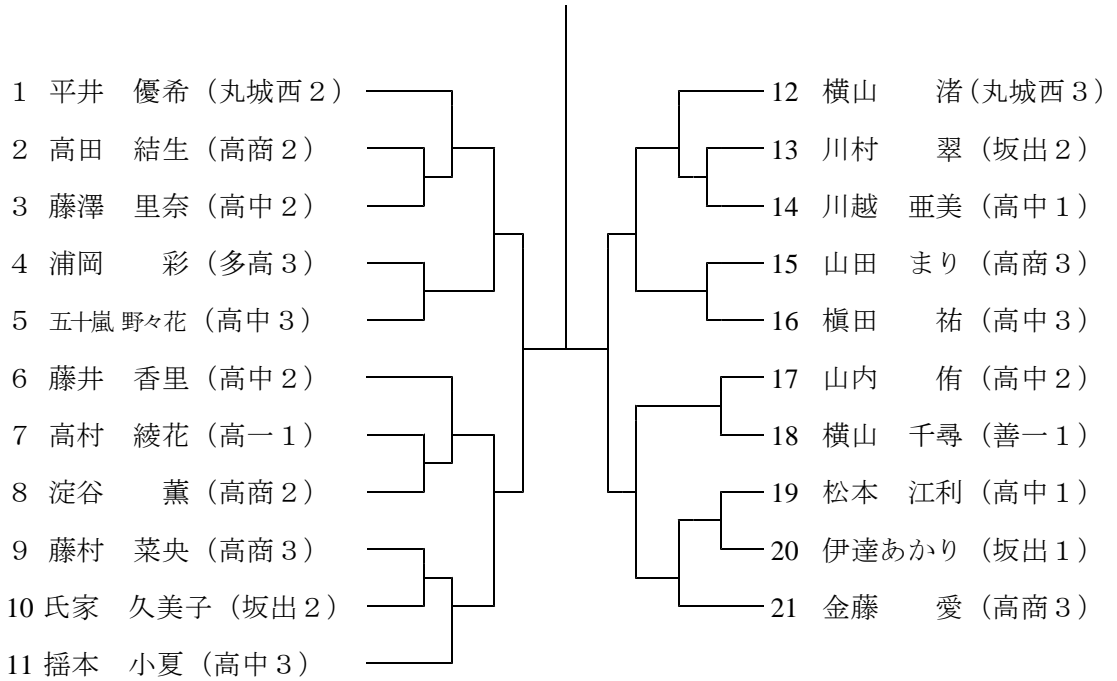 1 平井 優希（丸城西２）
2 高田 結生（高商２）
3 藤澤 里奈（高中２）
4 浦岡 彩（多高３）
5 五十嵐 野々花（高中３）
6 藤井 香里（高中２）
7 高村 綾花（高一１）
8 淀谷 薫（高商２）
9 藤村 菜央（高商３）
10 氏家 久美子（坂出２）
11 揺本 小夏（高中３）
12 横山 渚（丸城西３）
13 川村 翠（坂出２）
14 川越 亜美（高中１）
15 山田 まり（高商３）
16 槇田 祐（高中３）
17 山内 侑（高中２）
18 横山 千尋（善一１）
19 松本 江利（高中１）
20 伊達あかり（坂出１）
21 金藤 愛（高商３）